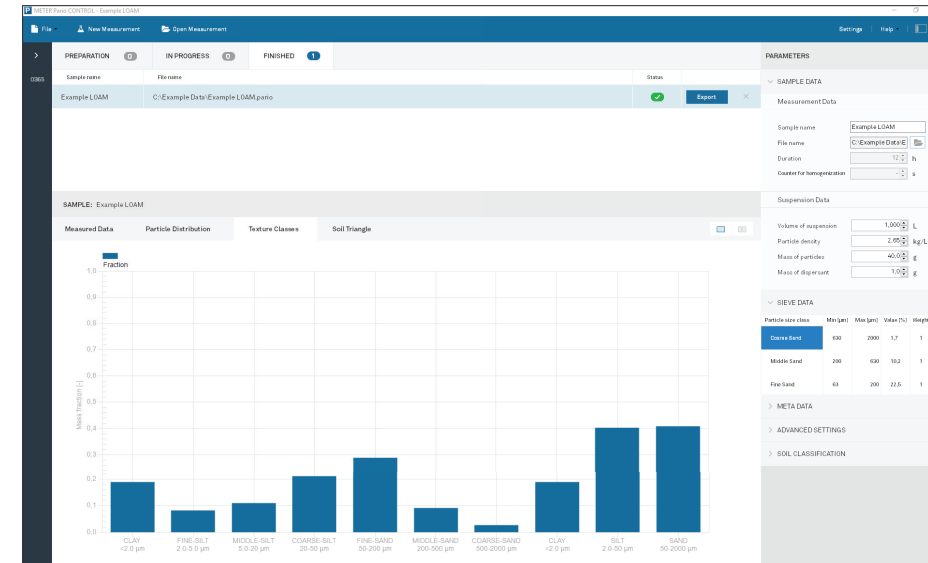 METER Pario CONTROL - Example LOAM
File New Measurement Open Measurement Settings Help
PREPARATION 0 IN PROGRESS 0 FINISHED 1
0365
Sample name File name Status
Example LOAM C:\Example Data\Example LOAM.pario Export
SAMPLE: Example LOAM
Measured Data Particle Distribution Texture Classes Soil Triangle
Fraction
1,0
0,9
0,8
0,7
0,6
0,5
0,4
0,3
0,2
0,1
0,0
Mass fraction [-]
CLAY FINE-SILT MIDDLE-SILT COARSE-SILT FINE-SAND MIDDLE-SAND COARSE-SAND CLAY SILT SAND
<2.0 µm 2.0-5.0 µm 5.0-20 µm 20-50 µm 50-200 µm 200-500 µm 500-2000 µm <2.0 µm 2.0-50 µm 50-2000 µm
PARAMETERS
SAMPLE DATA
Measurement Data
Sample name Example LOAM
File name C:\Example Data\E
Duration 12 h
Counter for homogenization - s
Suspension Data
Volume of suspension 1,000 L
Particle density 2,65 kg/L
Mass of particles 40,0 g
Mass of dispersant 1,0 g
SIEVE DATA
Particle size class Min [µm] Max [µm] Value [%] Weight
Coarse Sand 630 2000 1,7 1
Middle Sand 200 630 10,2 1
Fine Sand 63 200 22,5 1
META DATA
ADVANCED SETTINGS
SOIL CLASSIFICATION